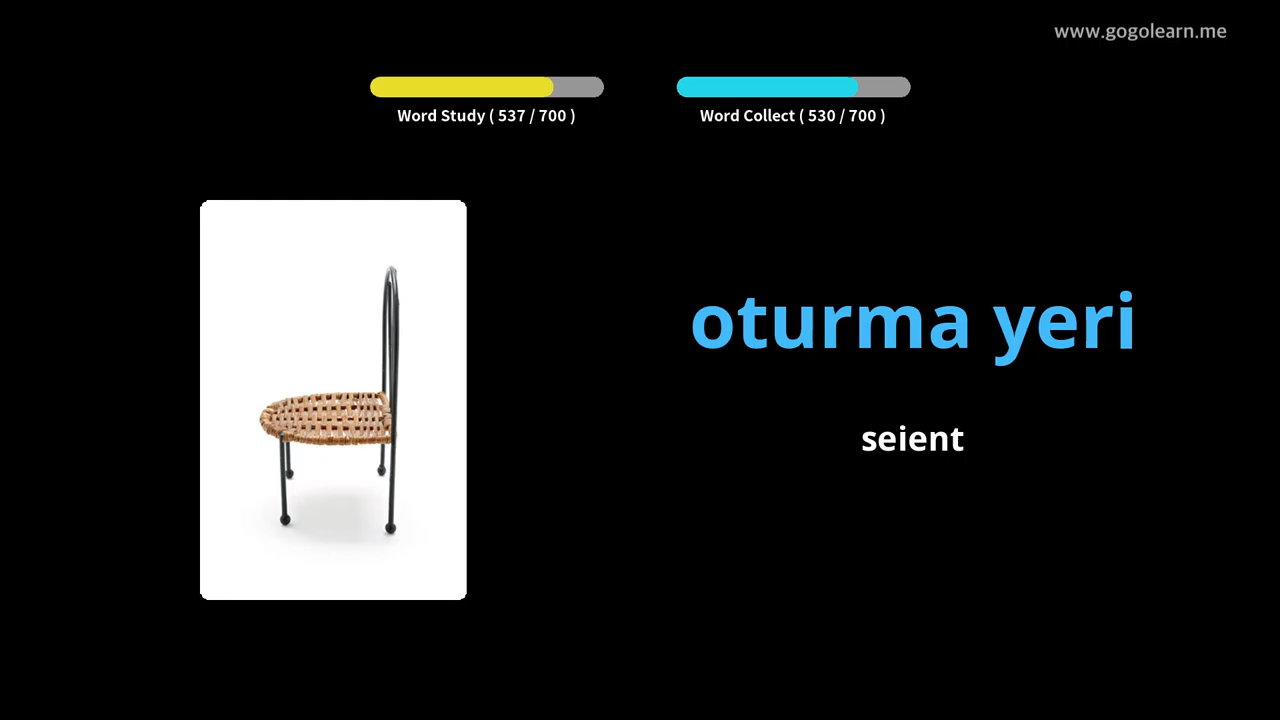 www.gogolearn.me
Word Study ( 537 / 700 )
Word Collect ( 530 / 700 )
oturma yeri
seient